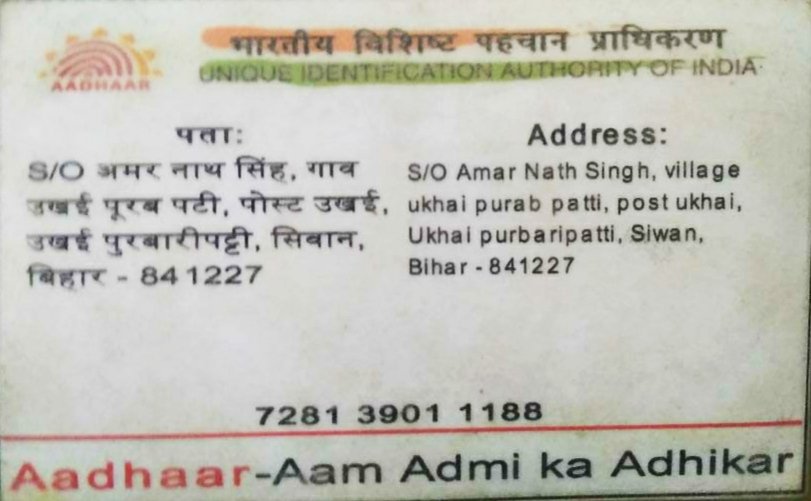 AADHAAR
भारतीय विशिष्ट पहचान प्राधिकरण
UNIQUE IDENTIFICATION AUTHORITY OF INDIA
पता:
S/O अमर नाथ सिंह, गाव
उखई पूरब पटी, पोस्ट उखई,
उखई पुरबारीपट्टी, सिवान,
बिहार - 841227
Address:
S/O Amar Nath Singh, village
ukhai purab patti, post ukhai,
Ukhai purbaripatti, Siwan,
Bihar - 841227
7281 3901 1188
Aadhaar-Aam Admi ka Adhikar